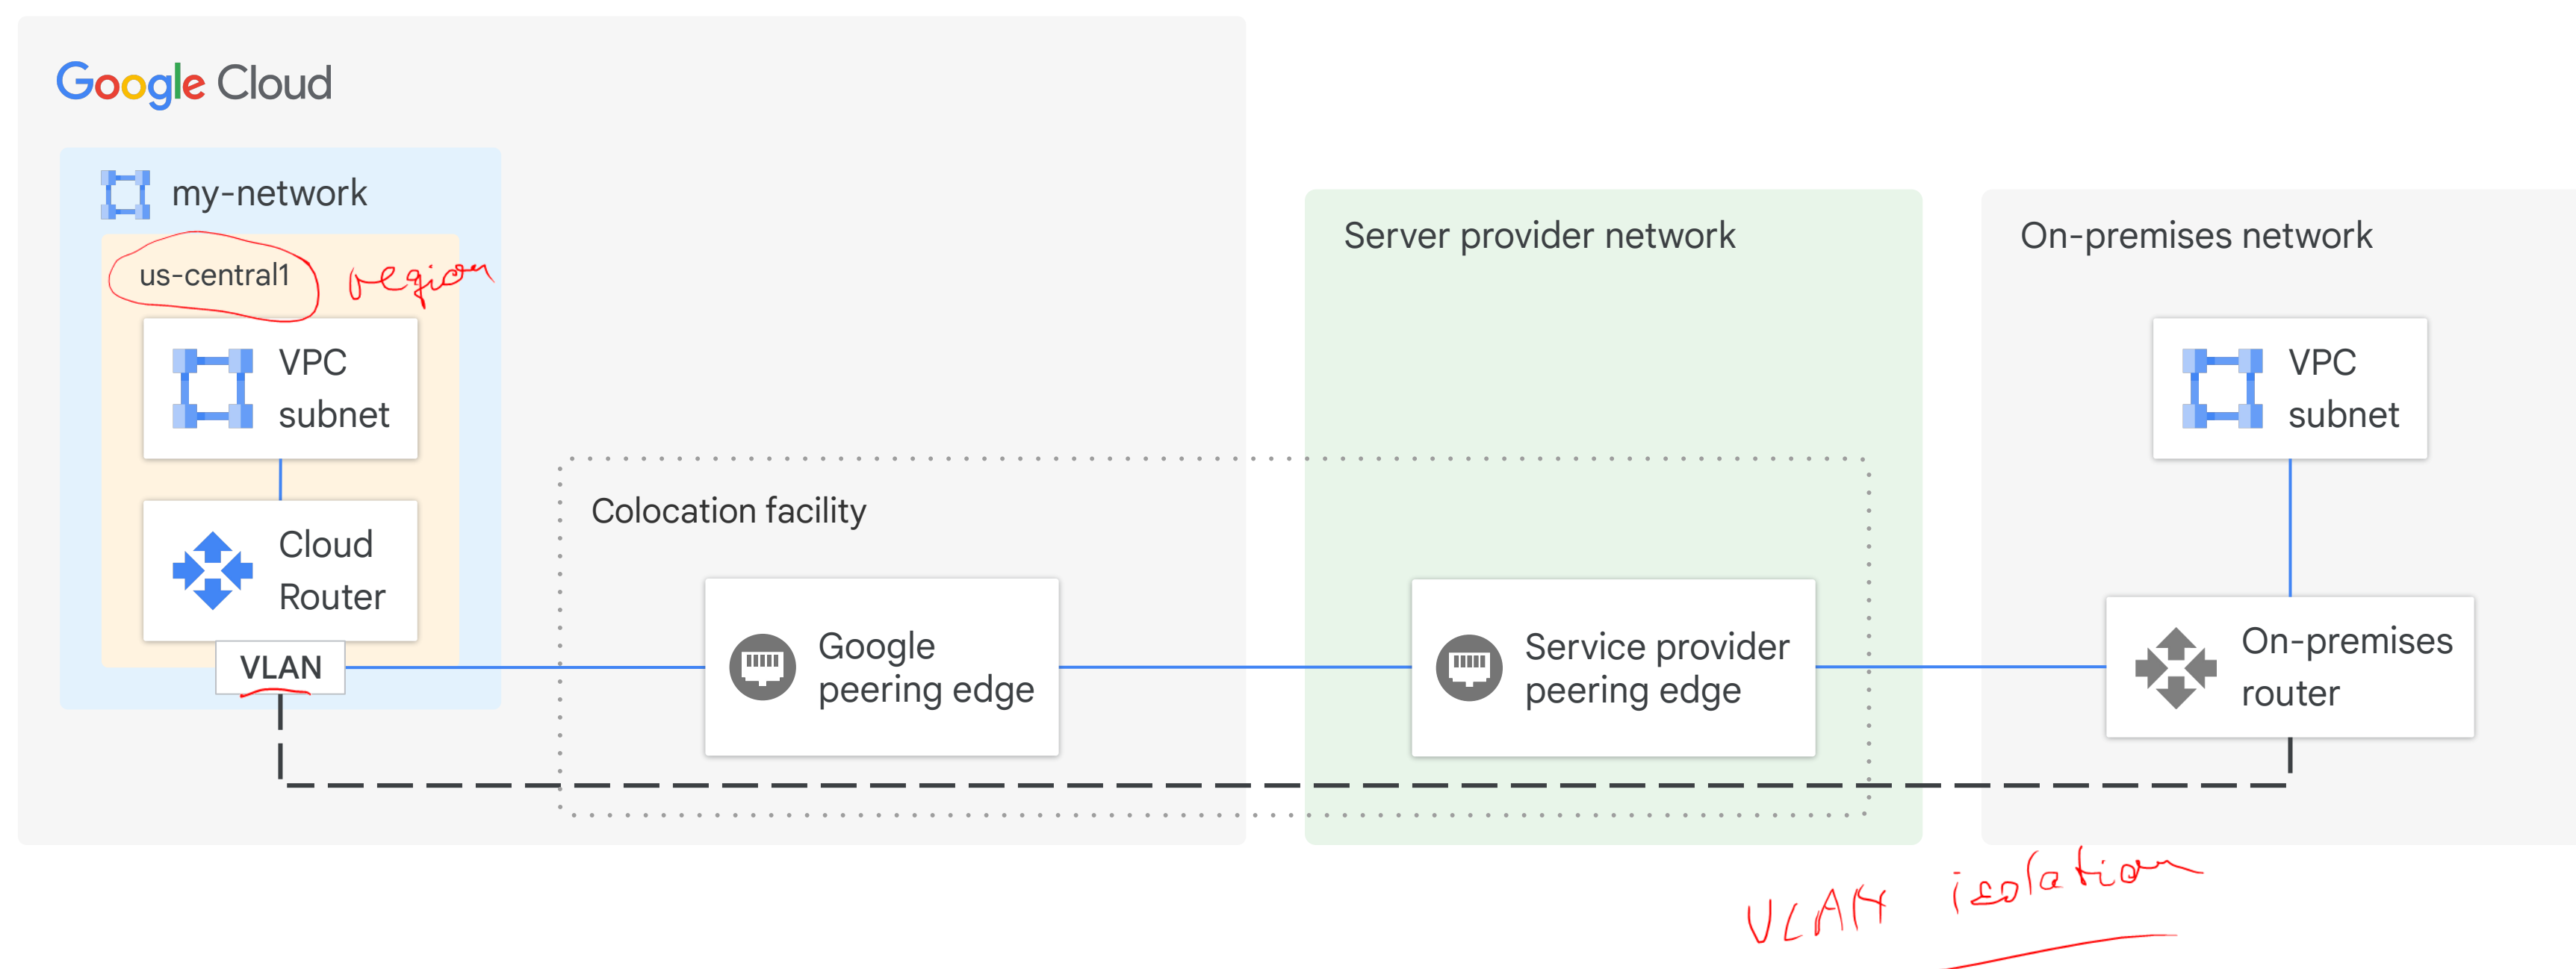 Google Cloud
my-network
us-central1 region
VPC
subnet
Cloud
Router
VLAN
Colocation facility
Google
peering edge
Server provider network
Service provider
peering edge
On-premises network
VPC
subnet
On-premises
router
VLAN isolation